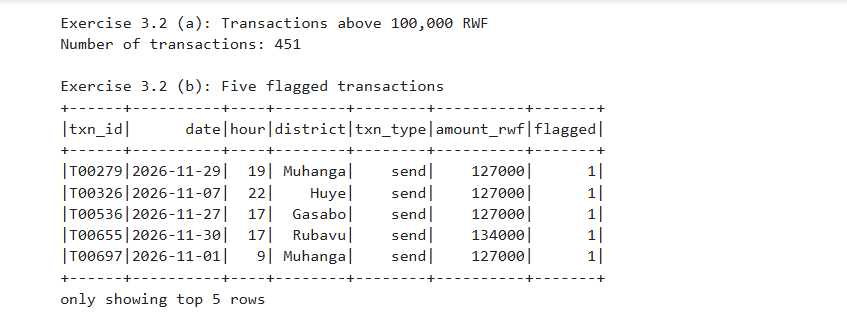 Exercise 3.2 (a): Transactions above 100,000 RWF
Number of transactions: 451
Exercise 3.2 (b): Five flagged transactions
+------+----------+----+--------+--------+----------+-------+
|txn_id|      date|hour|district|txn_type|amount_rwf|flagged|
+------+----------+----+--------+--------+----------+-------+
|T00279|2026-11-29|  19| Muhanga|    send|    127000|      1|
|T00326|2026-11-07|  22|    Huye|    send|    127000|      1|
|T00536|2026-11-27|  17|  Gasabo|    send|    127000|      1|
|T00655|2026-11-30|  17|  Rubavu|    send|    134000|      1|
|T00697|2026-11-01|   9| Muhanga|    send|    127000|      1|
+------+----------+----+--------+--------+----------+-------+
only showing top 5 rows